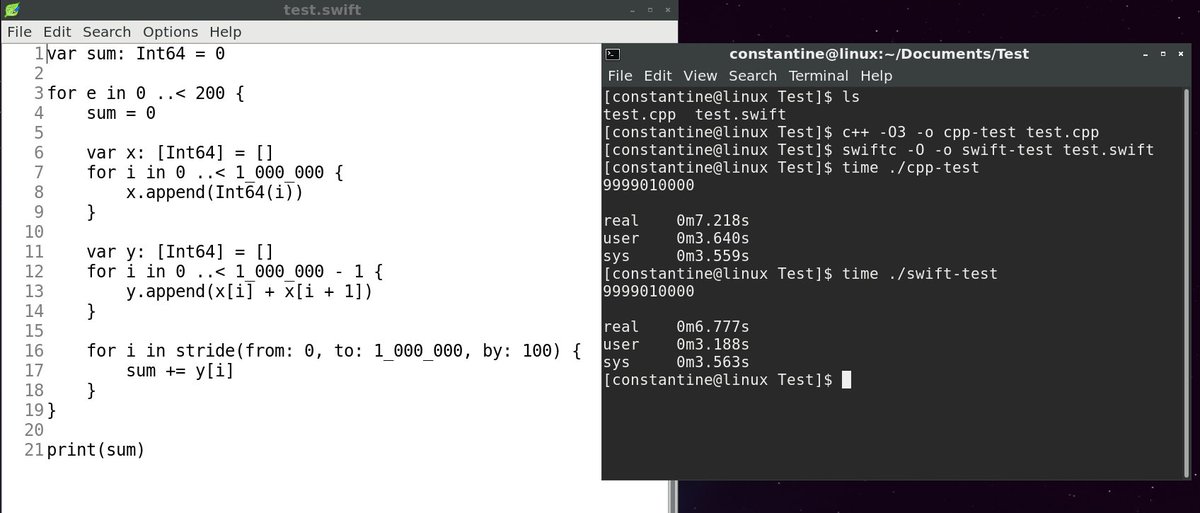 test.swift
File Edit Search Options Help
1 var sum: Int64 = 0
2
3 for e in 0 ..< 200 {
4     sum = 0
5
6     var x: [Int64] = []
7     for i in 0 ..< 1_000_000 {
8         x.append(Int64(i))
9     }
10
11     var y: [Int64] = []
12     for i in 0 ..< 1_000_000 - 1 {
13         y.append(x[i] + x[i + 1])
14     }
15
16     for i in stride(from: 0, to: 1_000_000, by: 100) {
17         sum += y[i]
18     }
19 }
20
21 print(sum)
constantine@linux:~/Documents/Test
File Edit View Search Terminal Help
[constantine@linux Test]$ ls
test.cpp  test.swift
[constantine@linux Test]$ c++ -O3 -o cpp-test test.cpp
[constantine@linux Test]$ swiftc -O -o swift-test test.swift
[constantine@linux Test]$ time ./cpp-test
9999010000

real    0m7.218s
user    0m3.640s
sys     0m3.559s
[constantine@linux Test]$ time ./swift-test
9999010000

real    0m6.777s
user    0m3.188s
sys     0m3.563s
[constantine@linux Test]$